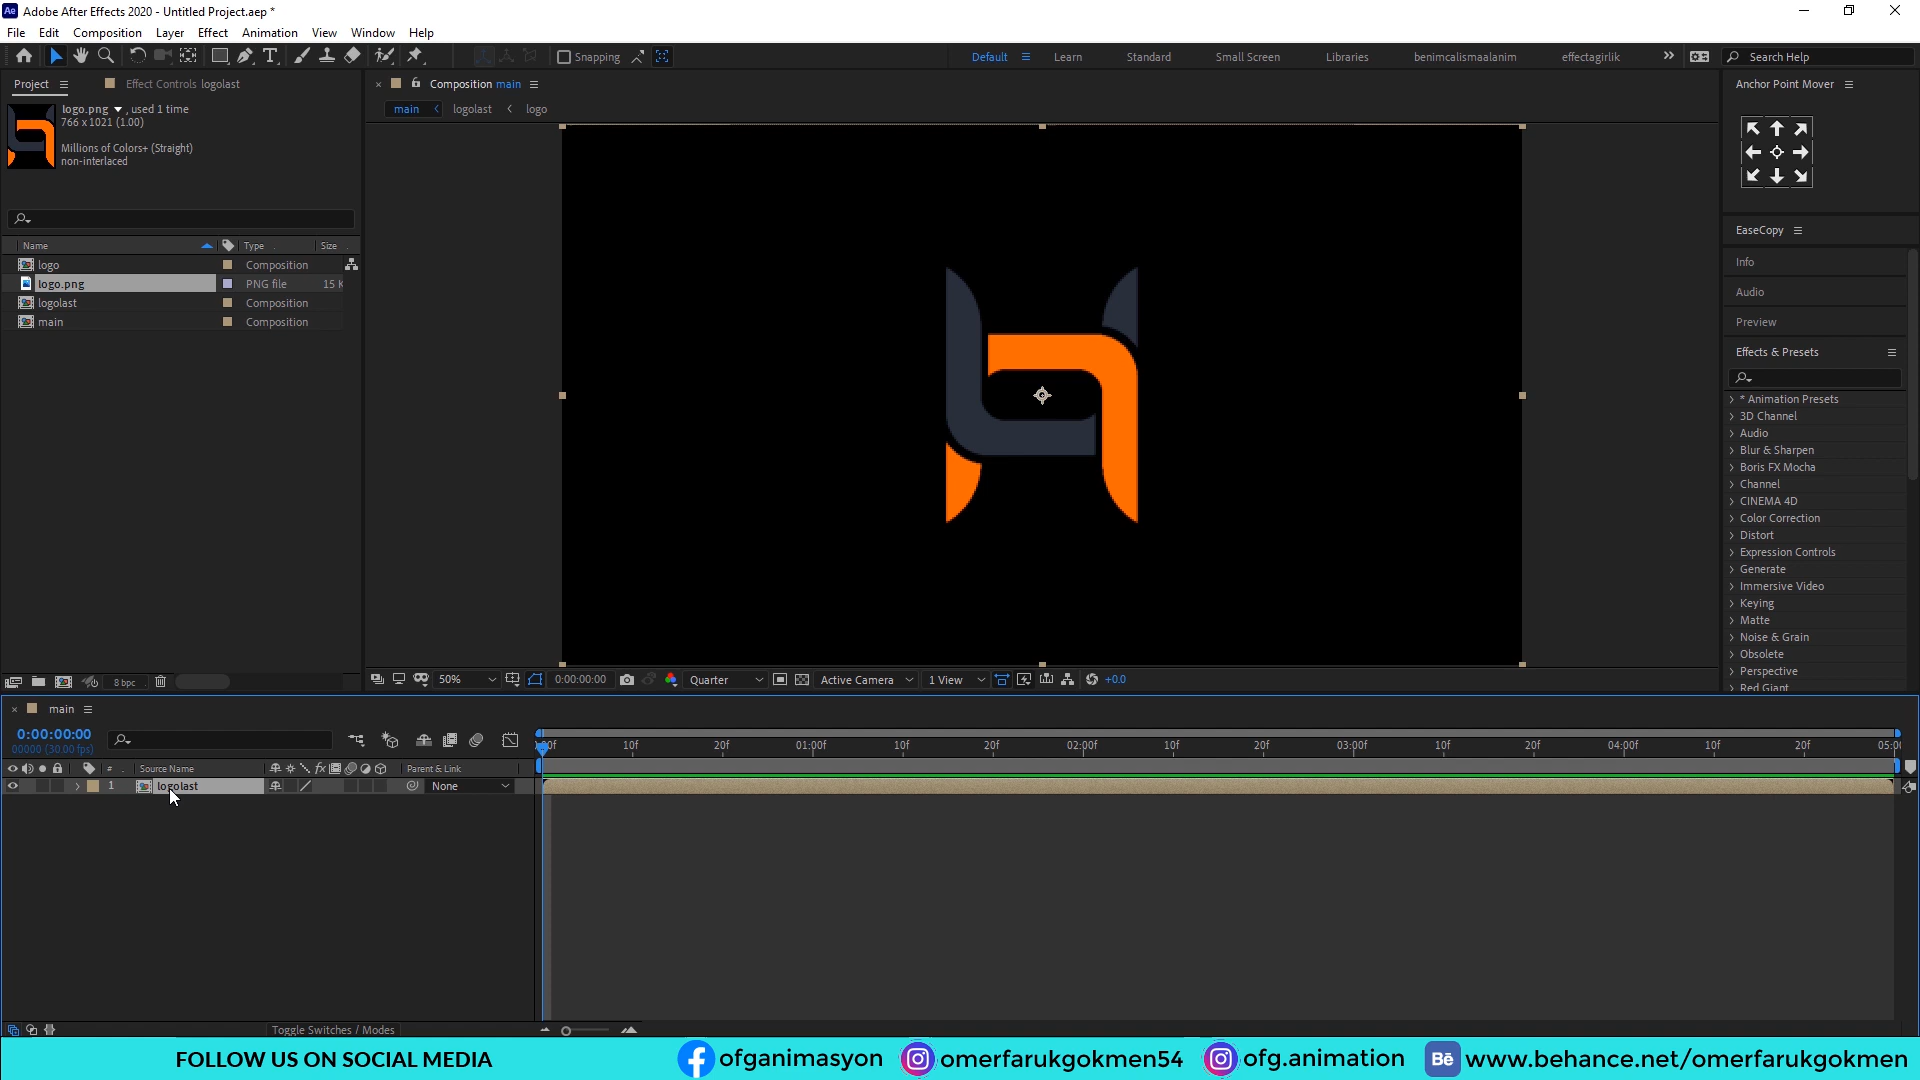 Ae Adobe After Effects 2020 - Untitled Project.aep *
File Edit Composition Layer Effect Animation View Window Help
Snapping
Default Learn Standard Small Screen Libraries benimcalismaalanim effectagirlik Search Help
Project Effect Controls logolast
logo.png , used 1 time
766 x 1021 (1.00)
Millions of Colors+ (Straight)
non-interlaced
Name Type Size
logo Composition
logo.png PNG file 15 K
logolast Composition
main Composition
8 bpc
Composition main
main logolast logo
50% 0:00:00:00 Quarter Active Camera 1 View +0.0
Anchor Point Mover
EaseCopy
Info
Audio
Preview
Effects & Presets
* Animation Presets
3D Channel
Audio
Blur & Sharpen
Boris FX Mocha
Channel
CINEMA 4D
Color Correction
Distort
Expression Controls
Generate
Immersive Video
Keying
Matte
Noise & Grain
Obsolete
Perspective
Red Giant
main
0:00:00:00
00000 (30.00 fps)
10f 20f 01:00f 10f 20f 02:00f 10f 20f 03:00f 10f 20f 04:00f 10f 20f
# Source Name fx Parent & Link
1 logolast None
Toggle Switches / Modes
FOLLOW US ON SOCIAL MEDIA ofganimasyon omerfarukgokmen54 ofg.animation Bē www.behance.net/omerfarukgokmen